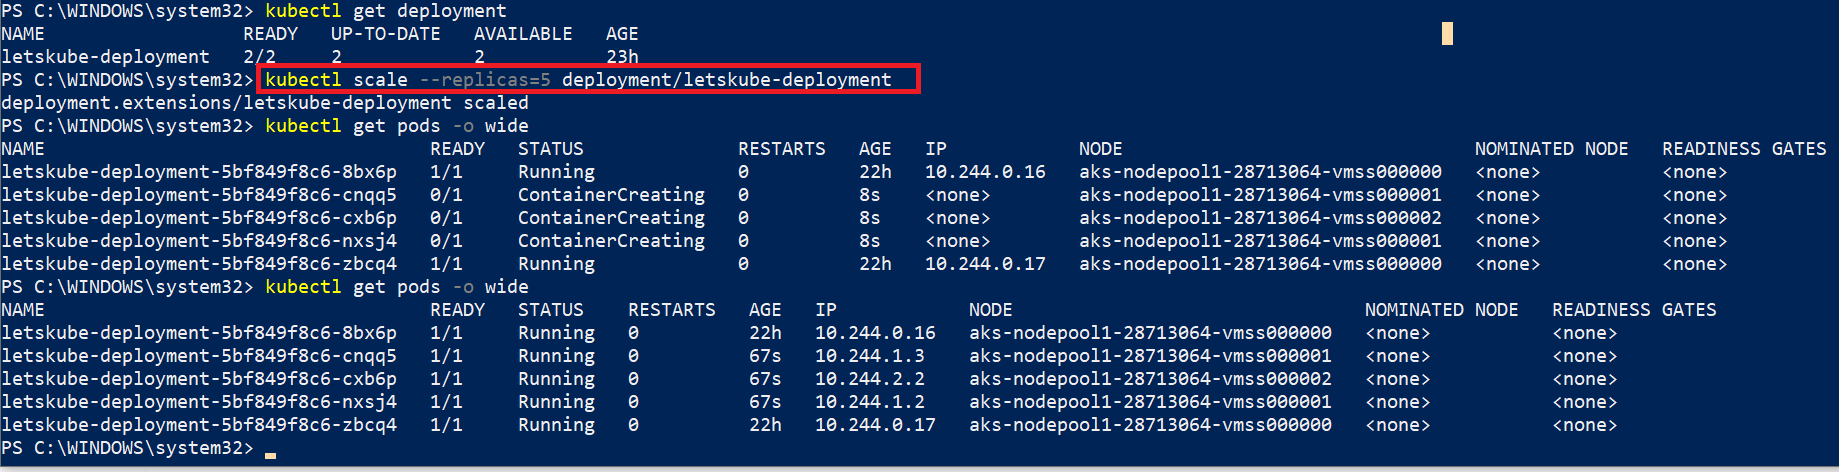 PS C:\WINDOWS\system32> kubectl get deployment
NAME READY UP-TO-DATE AVAILABLE AGE
letskube-deployment 2/2 2 2 23h
PS C:\WINDOWS\system32> kubectl scale --replicas=5 deployment/letskube-deployment
deployment.extensions/letskube-deployment scaled
PS C:\WINDOWS\system32> kubectl get pods -o wide
NAME READY STATUS RESTARTS AGE IP NODE NOMINATED NODE READINESS GATES
letskube-deployment-5bf849f8c6-8bx6p 1/1 Running 0 22h 10.244.0.16 aks-nodepool1-28713064-vmss000000 <none> <none>
letskube-deployment-5bf849f8c6-cnqq5 0/1 ContainerCreating 0 8s <none> aks-nodepool1-28713064-vmss000001 <none> <none>
letskube-deployment-5bf849f8c6-cxb6p 0/1 ContainerCreating 0 8s <none> aks-nodepool1-28713064-vmss000002 <none> <none>
letskube-deployment-5bf849f8c6-nxsj4 0/1 ContainerCreating 0 8s <none> aks-nodepool1-28713064-vmss000001 <none> <none>
letskube-deployment-5bf849f8c6-zbcq4 1/1 Running 0 22h 10.244.0.17 aks-nodepool1-28713064-vmss000000 <none> <none>
PS C:\WINDOWS\system32> kubectl get pods -o wide
NAME READY STATUS RESTARTS AGE IP NODE NOMINATED NODE READINESS GATES
letskube-deployment-5bf849f8c6-8bx6p 1/1 Running 0 22h 10.244.0.16 aks-nodepool1-28713064-vmss000000 <none> <none>
letskube-deployment-5bf849f8c6-cnqq5 1/1 Running 0 67s 10.244.1.3 aks-nodepool1-28713064-vmss000001 <none> <none>
letskube-deployment-5bf849f8c6-cxb6p 1/1 Running 0 67s 10.244.2.2 aks-nodepool1-28713064-vmss000002 <none> <none>
letskube-deployment-5bf849f8c6-nxsj4 1/1 Running 0 67s 10.244.1.2 aks-nodepool1-28713064-vmss000001 <none> <none>
letskube-deployment-5bf849f8c6-zbcq4 1/1 Running 0 22h 10.244.0.17 aks-nodepool1-28713064-vmss000000 <none> <none>
PS C:\WINDOWS\system32>